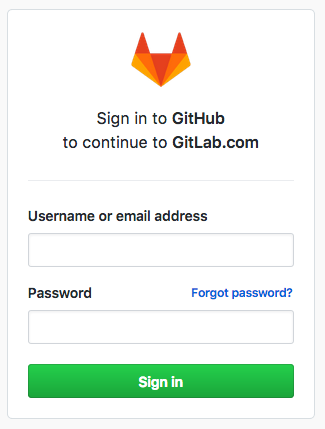 Sign in to GitHub
to continue to GitLab.com
Username or email address
Password Forgot password?
Sign in